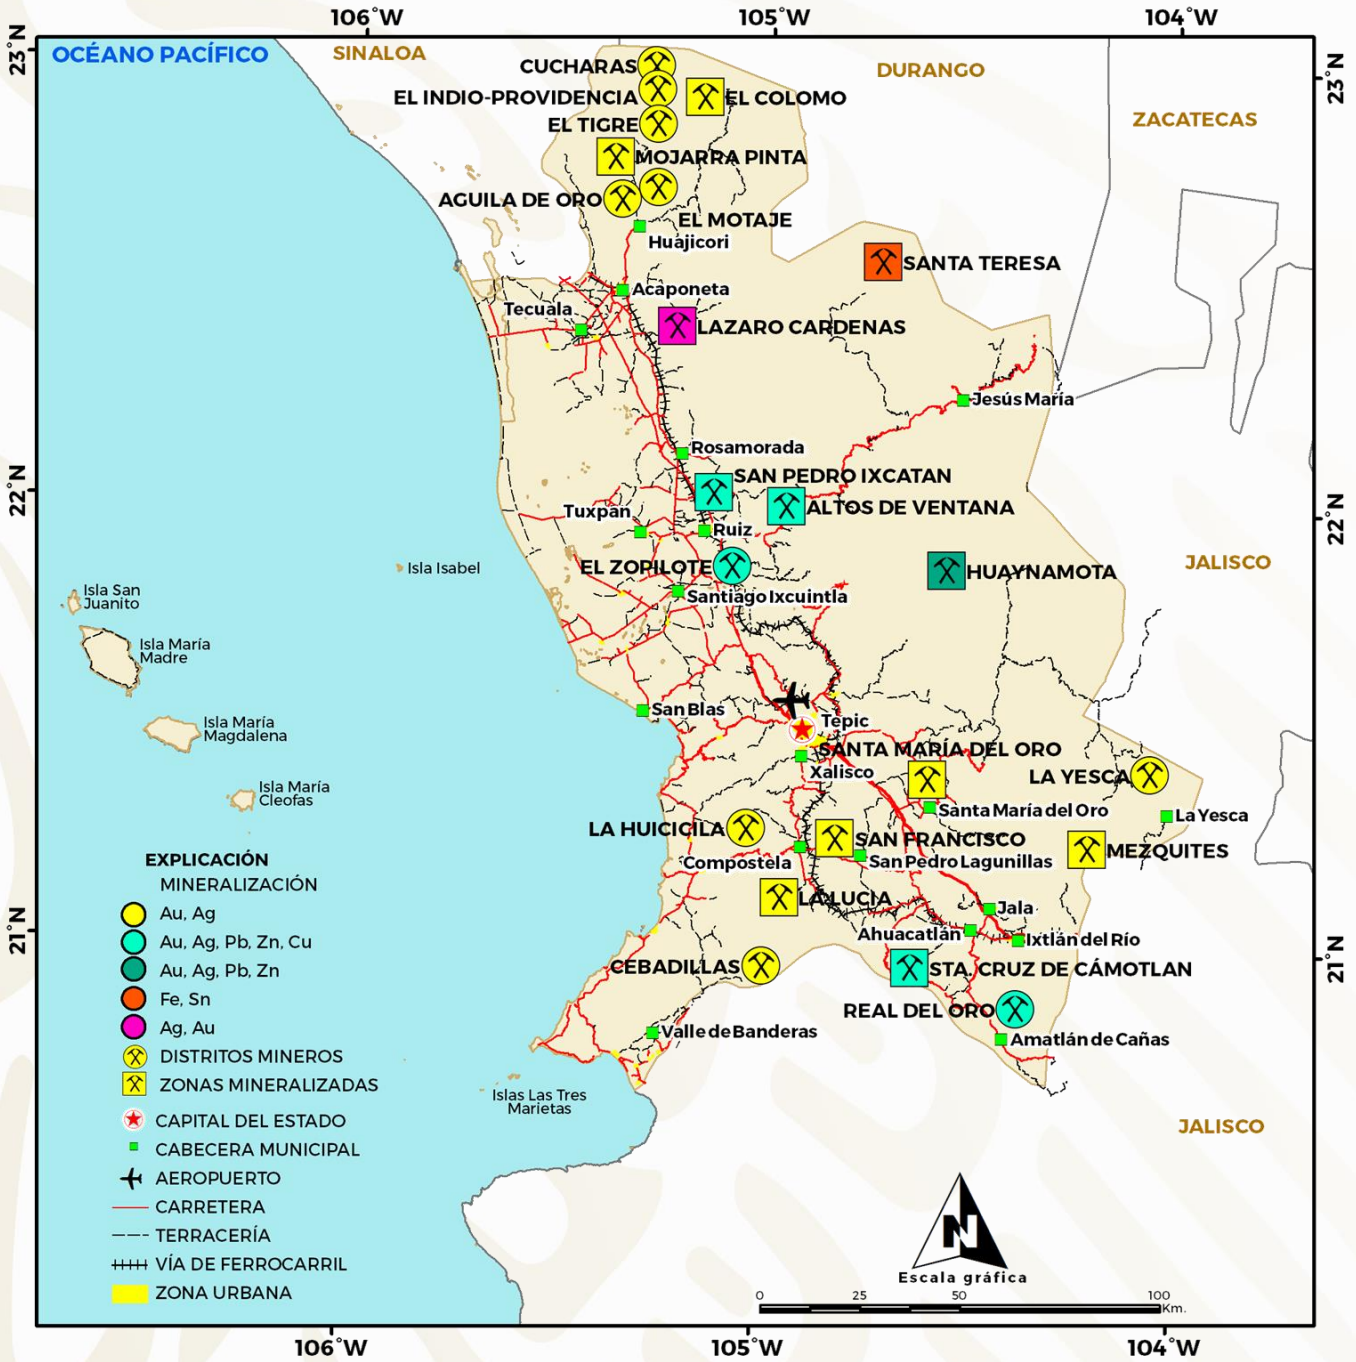 106°W
105°W
104°W
23°N
23°N
OCÉANO PACÍFICO
SINALOA
DURANGO
ZACATECAS
CUCHARAS
EL INDIO-PROVIDENCIA
EL COLOMO
EL TIGRE
MOJARRA PINTA
AGUILA DE ORO
EL MOTAJE
Huajicori
SANTA TERESA
Acaponeta
Tecuala
LAZARO CARDENAS
Jesús María
Rosamorada
SAN PEDRO IXCATAN
22°N
22°N
ALTOS DE VENTANA
Tuxpan
Ruiz
JALISCO
EL ZOPILOTE
Isla Isabel
HUAYNAMOTA
Santiago Ixcuintla
Isla San
Juanito
Isla María
Madre
San Blas
Isla María
Magdalena
Tepic
SANTA MARÍA DEL ORO
Xalisco
LA YESCA
Isla María
Cleofas
Santa María del Oro
La Yesca
LA HUICICILA
SAN FRANCISCO
MEZQUITES
Compostela
San Pedro Lagunillas
LA LUCIA
Jala
Ahuacatlán
Ixtlán del Río
21°N
21°N
CEBADILLAS
STA. CRUZ DE CÁMOTLAN
REAL DEL ORO
Valle de Banderas
Amatlán de Cañas
Islas Las Tres
Marietas
JALISCO
EXPLICACIÓN
MINERALIZACIÓN
Au, Ag
Au, Ag, Pb, Zn, Cu
Au, Ag, Pb, Zn
Fe, Sn
Ag, Au
DISTRITOS MINEROS
ZONAS MINERALIZADAS
CAPITAL DEL ESTADO
CABECERA MUNICIPAL
AEROPUERTO
CARRETERA
TERRACERÍA
VÍA DE FERROCARRIL
ZONA URBANA
N
Escala gráfica
0 25 50 100
Km.
106°W
105°W
104°W